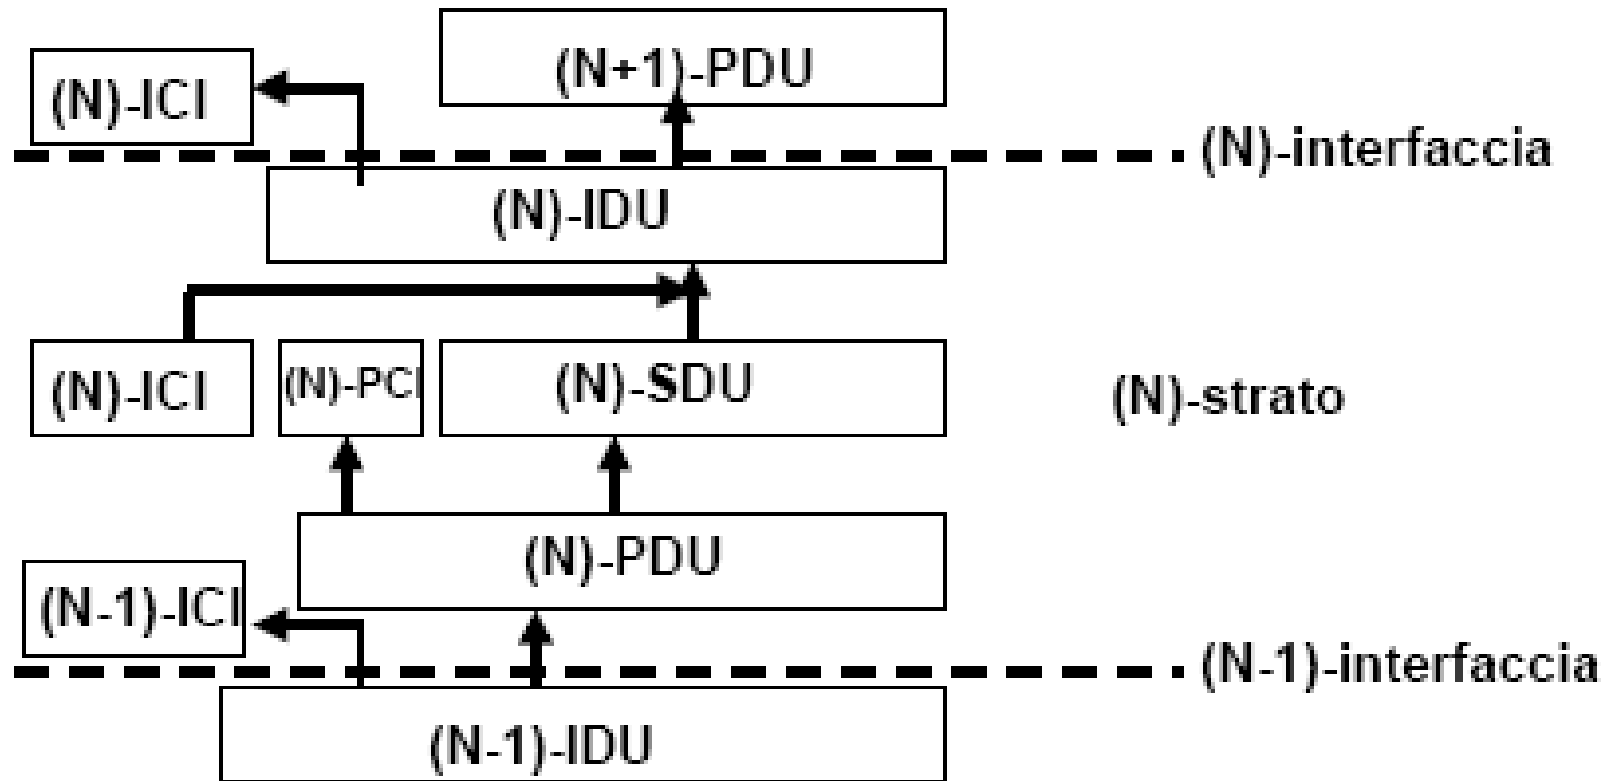 (N+1)-PDU
(N)-ICI
(N)-interfaccia
(N)-IDU
(N)-ICI
(N)-PCI
(N)-SDU
(N)-strato
(N)-PDU
(N-1)-ICI
(N-1)-interfaccia
(N-1)-IDU